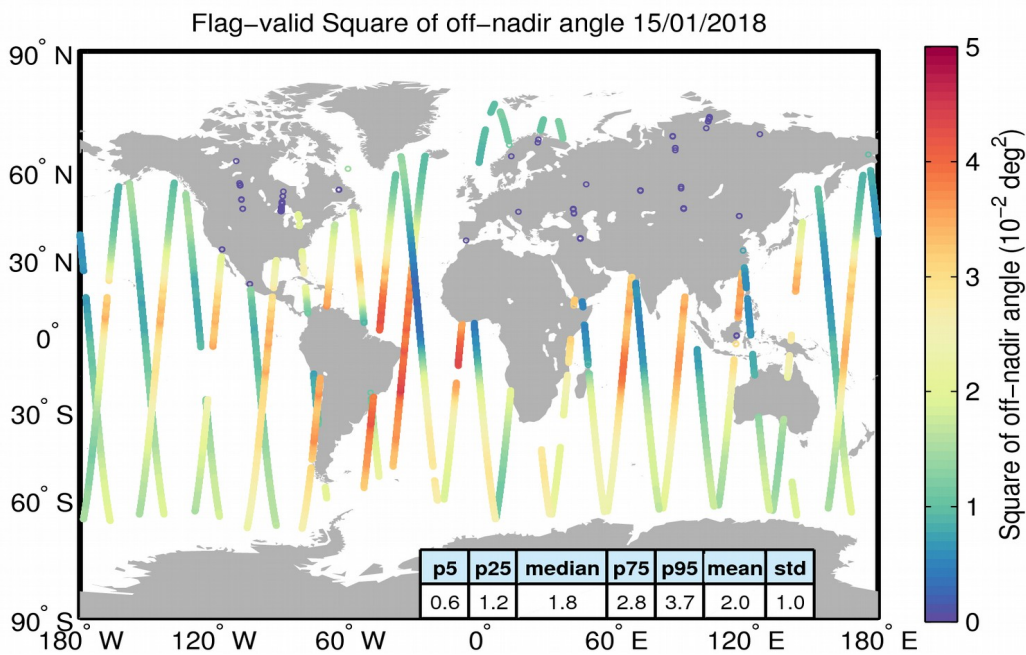 Flag−valid Square of off−nadir angle 15/01/2018
90° N
60° N
30° N
0°
30° S
60° S
90° S
180° W
120° W
60° W
0°
60° E
120° E
180° E
p5 p25 median p75 p95 mean std
0.6 1.2 1.8 2.8 3.7 2.0 1.0
5
4
3
2
1
0
Square of off−nadir angle (10⁻² deg²)